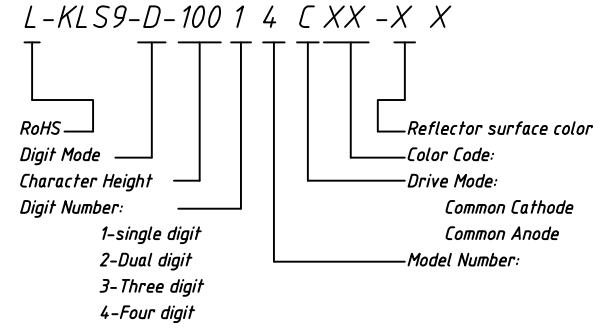 L-KLS9-D-100 1 4 C XX -X X
RoHS
Digit Mode
Character Height
Digit Number:
1-single digit
2-Dual digit
3-Three digit
4-Four digit
Reflector surface color
Color Code:
Drive Mode:
Common Cathode
Common Anode
Model Number: